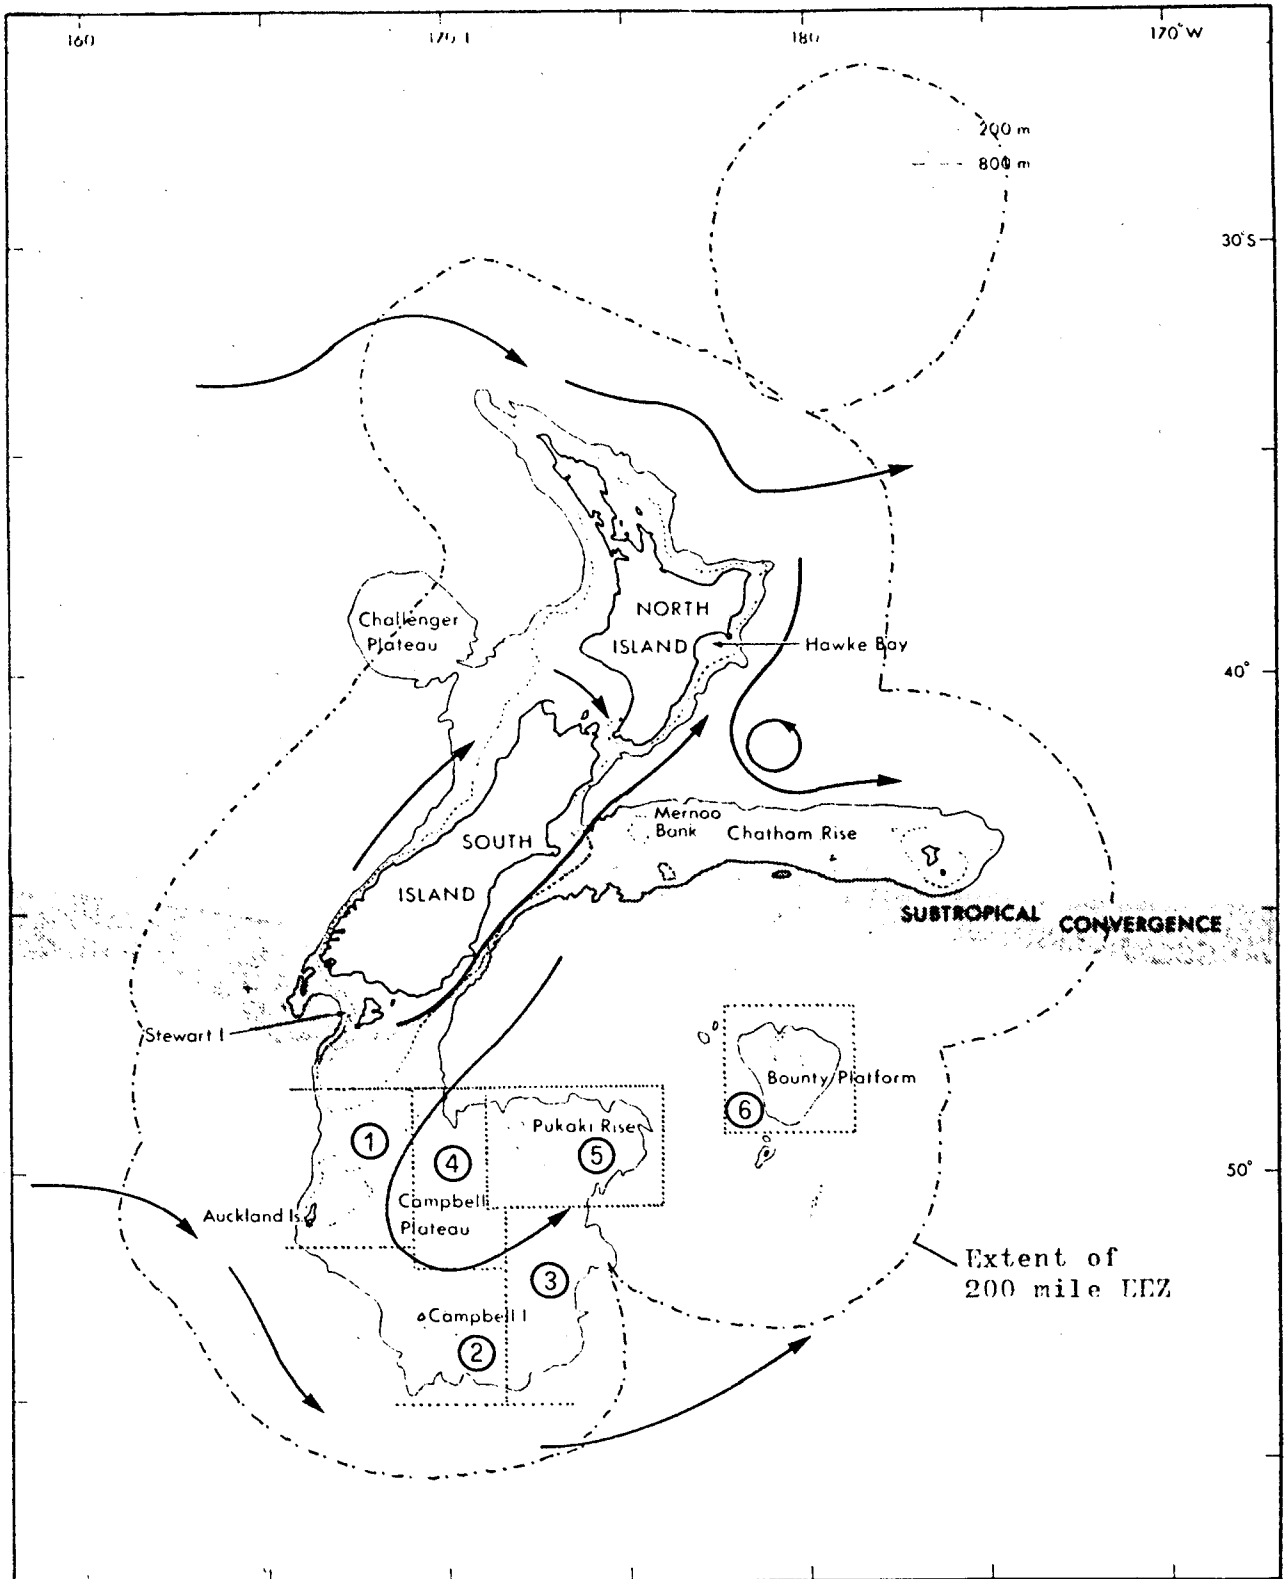 160
170
180
170°W
200 m
800 m
30°S
Challenger
Plateau
NORTH
ISLAND
Hawke Bay
40°
Mernoo
Bank
Chatham Rise
SOUTH
ISLAND
SUBTROPICAL CONVERGENCE
Stewart I
Bounty Platform
6
1
Pukaki Rise
4
5
50°
Campbell
Plateau
Auckland Is.
Extent of
200 mile EEZ
3
Campbell I
2